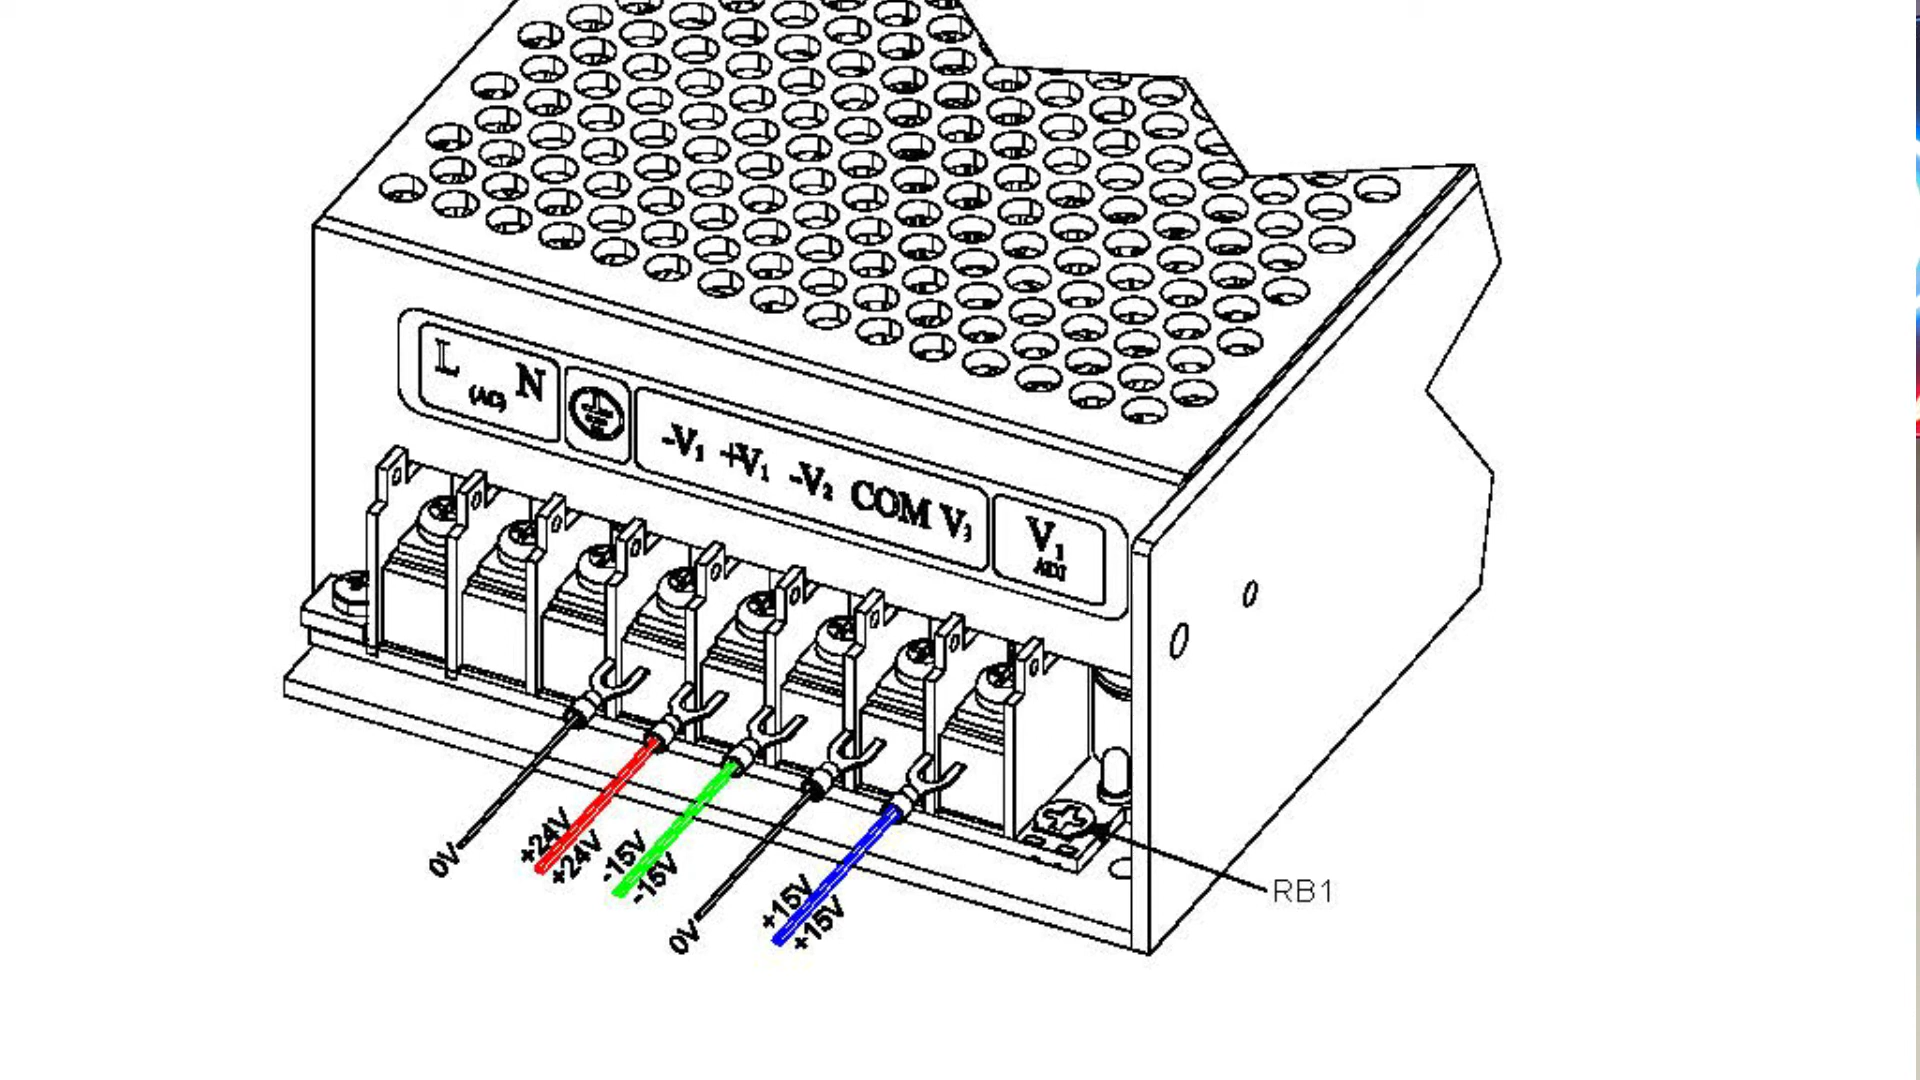 L N
(AC)
-V1 +V1 -V2 COM V3
V1
ADJ
0V
+24V
+24V
-15V
-15V
0V
+15V
+15V
RB1